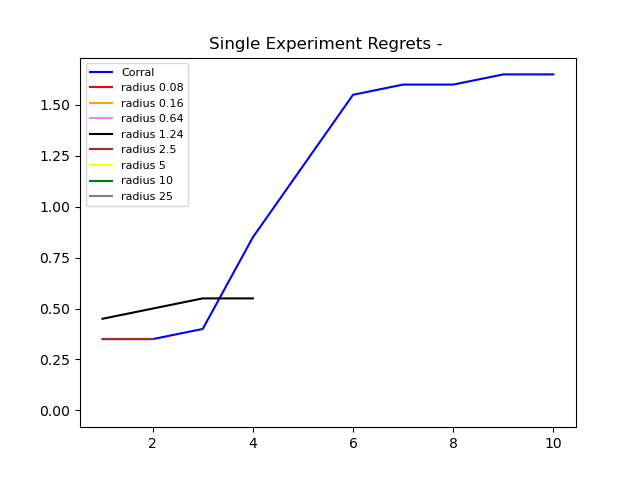 Single Experiment Regrets -
Corral
radius 0.08
radius 0.16
radius 0.64
radius 1.24
radius 2.5
radius 5
radius 10
radius 25
1.50
1.25
1.00
0.75
0.50
0.25
0.00
2 4 6 8 10